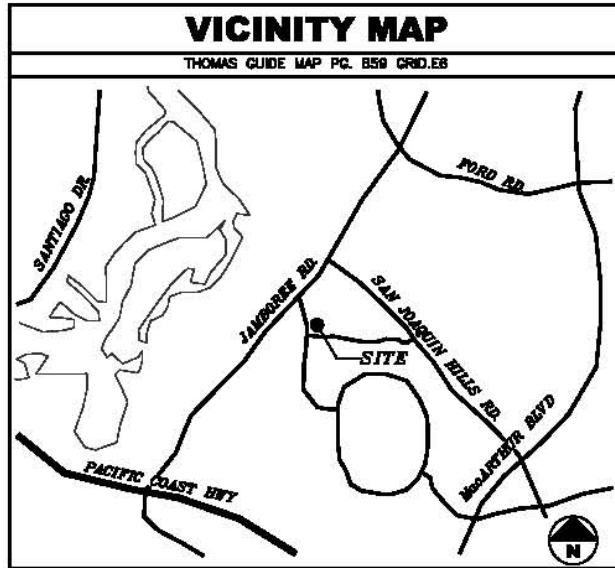 VICINITY MAP
THOMAS GUIDE MAP PG. 859 GRID.E6
FORD RD.
SANTIAGO DR.
JAMBOREE RD.
SAN JOAQUIN HILLS RD.
SITE
MacARTHUR BLVD
PACIFIC COAST HWY
N